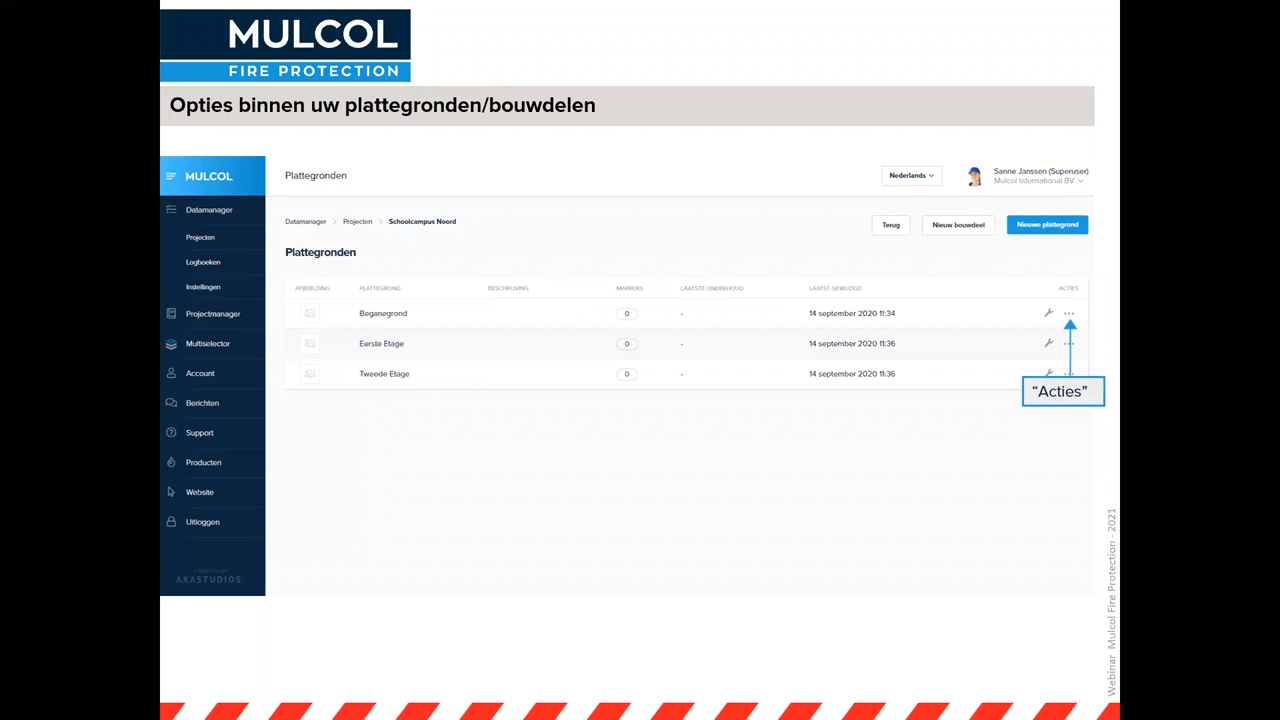 MULCOL
FIRE PROTECTION
Opties binnen uw plattegronden/bouwdelen
MULCOL
Plattegronden
Nederlands
Sanne Janssen (Superuser)
Mulcol International BV
Datamanager
Projecten
Logboeken
Instellingen
Projectmanager
Multiselector
Account
Berichten
Support
Producten
Website
Uitloggen
CREATED BY
AXASTUDIOS
Datamanager > Projecten > Schoolcampus Noord
Terug
Nieuw bouwdeel
Nieuwe plattegrond
Plattegronden
AFBEELDING PLATTEGROND BESCHRIJVING MARKERS LAATSTE ONDERHOUD LAATST GEWIJZIGD ACTIES
Beganegrond 0 - 14 september 2020 11:34
Eerste Etage 0 - 14 september 2020 11:36
Tweede Etage 0 - 14 september 2020 11:36
"Acties"
Webinar Mulcol Fire Protection - 2021